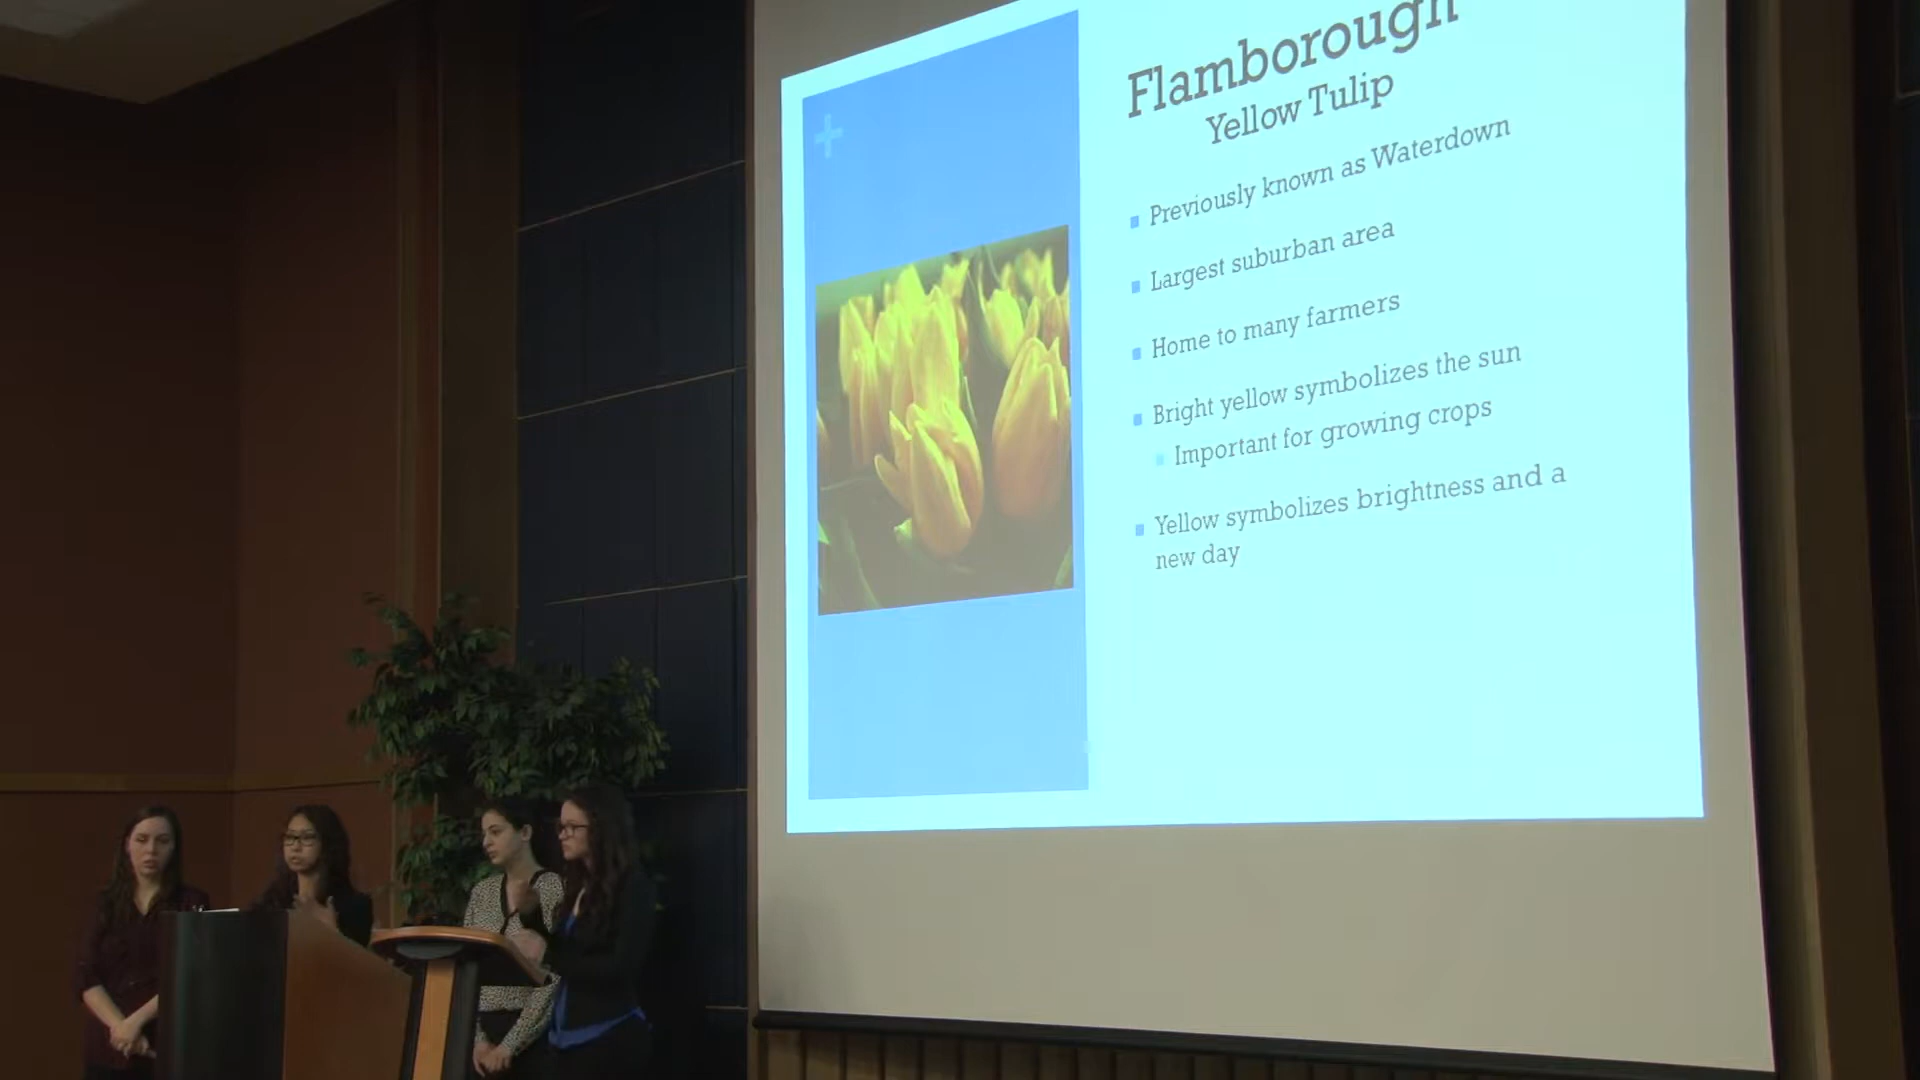 Flamborough
Yellow Tulip
Previously known as Waterdown
Largest suburban area
Home to many farmers
Bright yellow symbolizes the sun
Important for growing crops
Yellow symbolizes brightness and a
new day